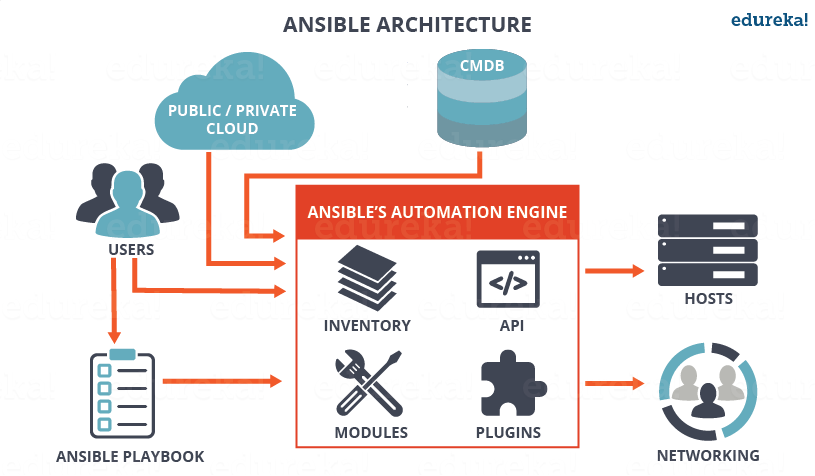 ANSIBLE ARCHITECTURE
edureka!
PUBLIC / PRIVATE
CLOUD
CMDB
USERS
ANSIBLE'S AUTOMATION ENGINE
INVENTORY
API
</>
MODULES
PLUGINS
HOSTS
NETWORKING
ANSIBLE PLAYBOOK